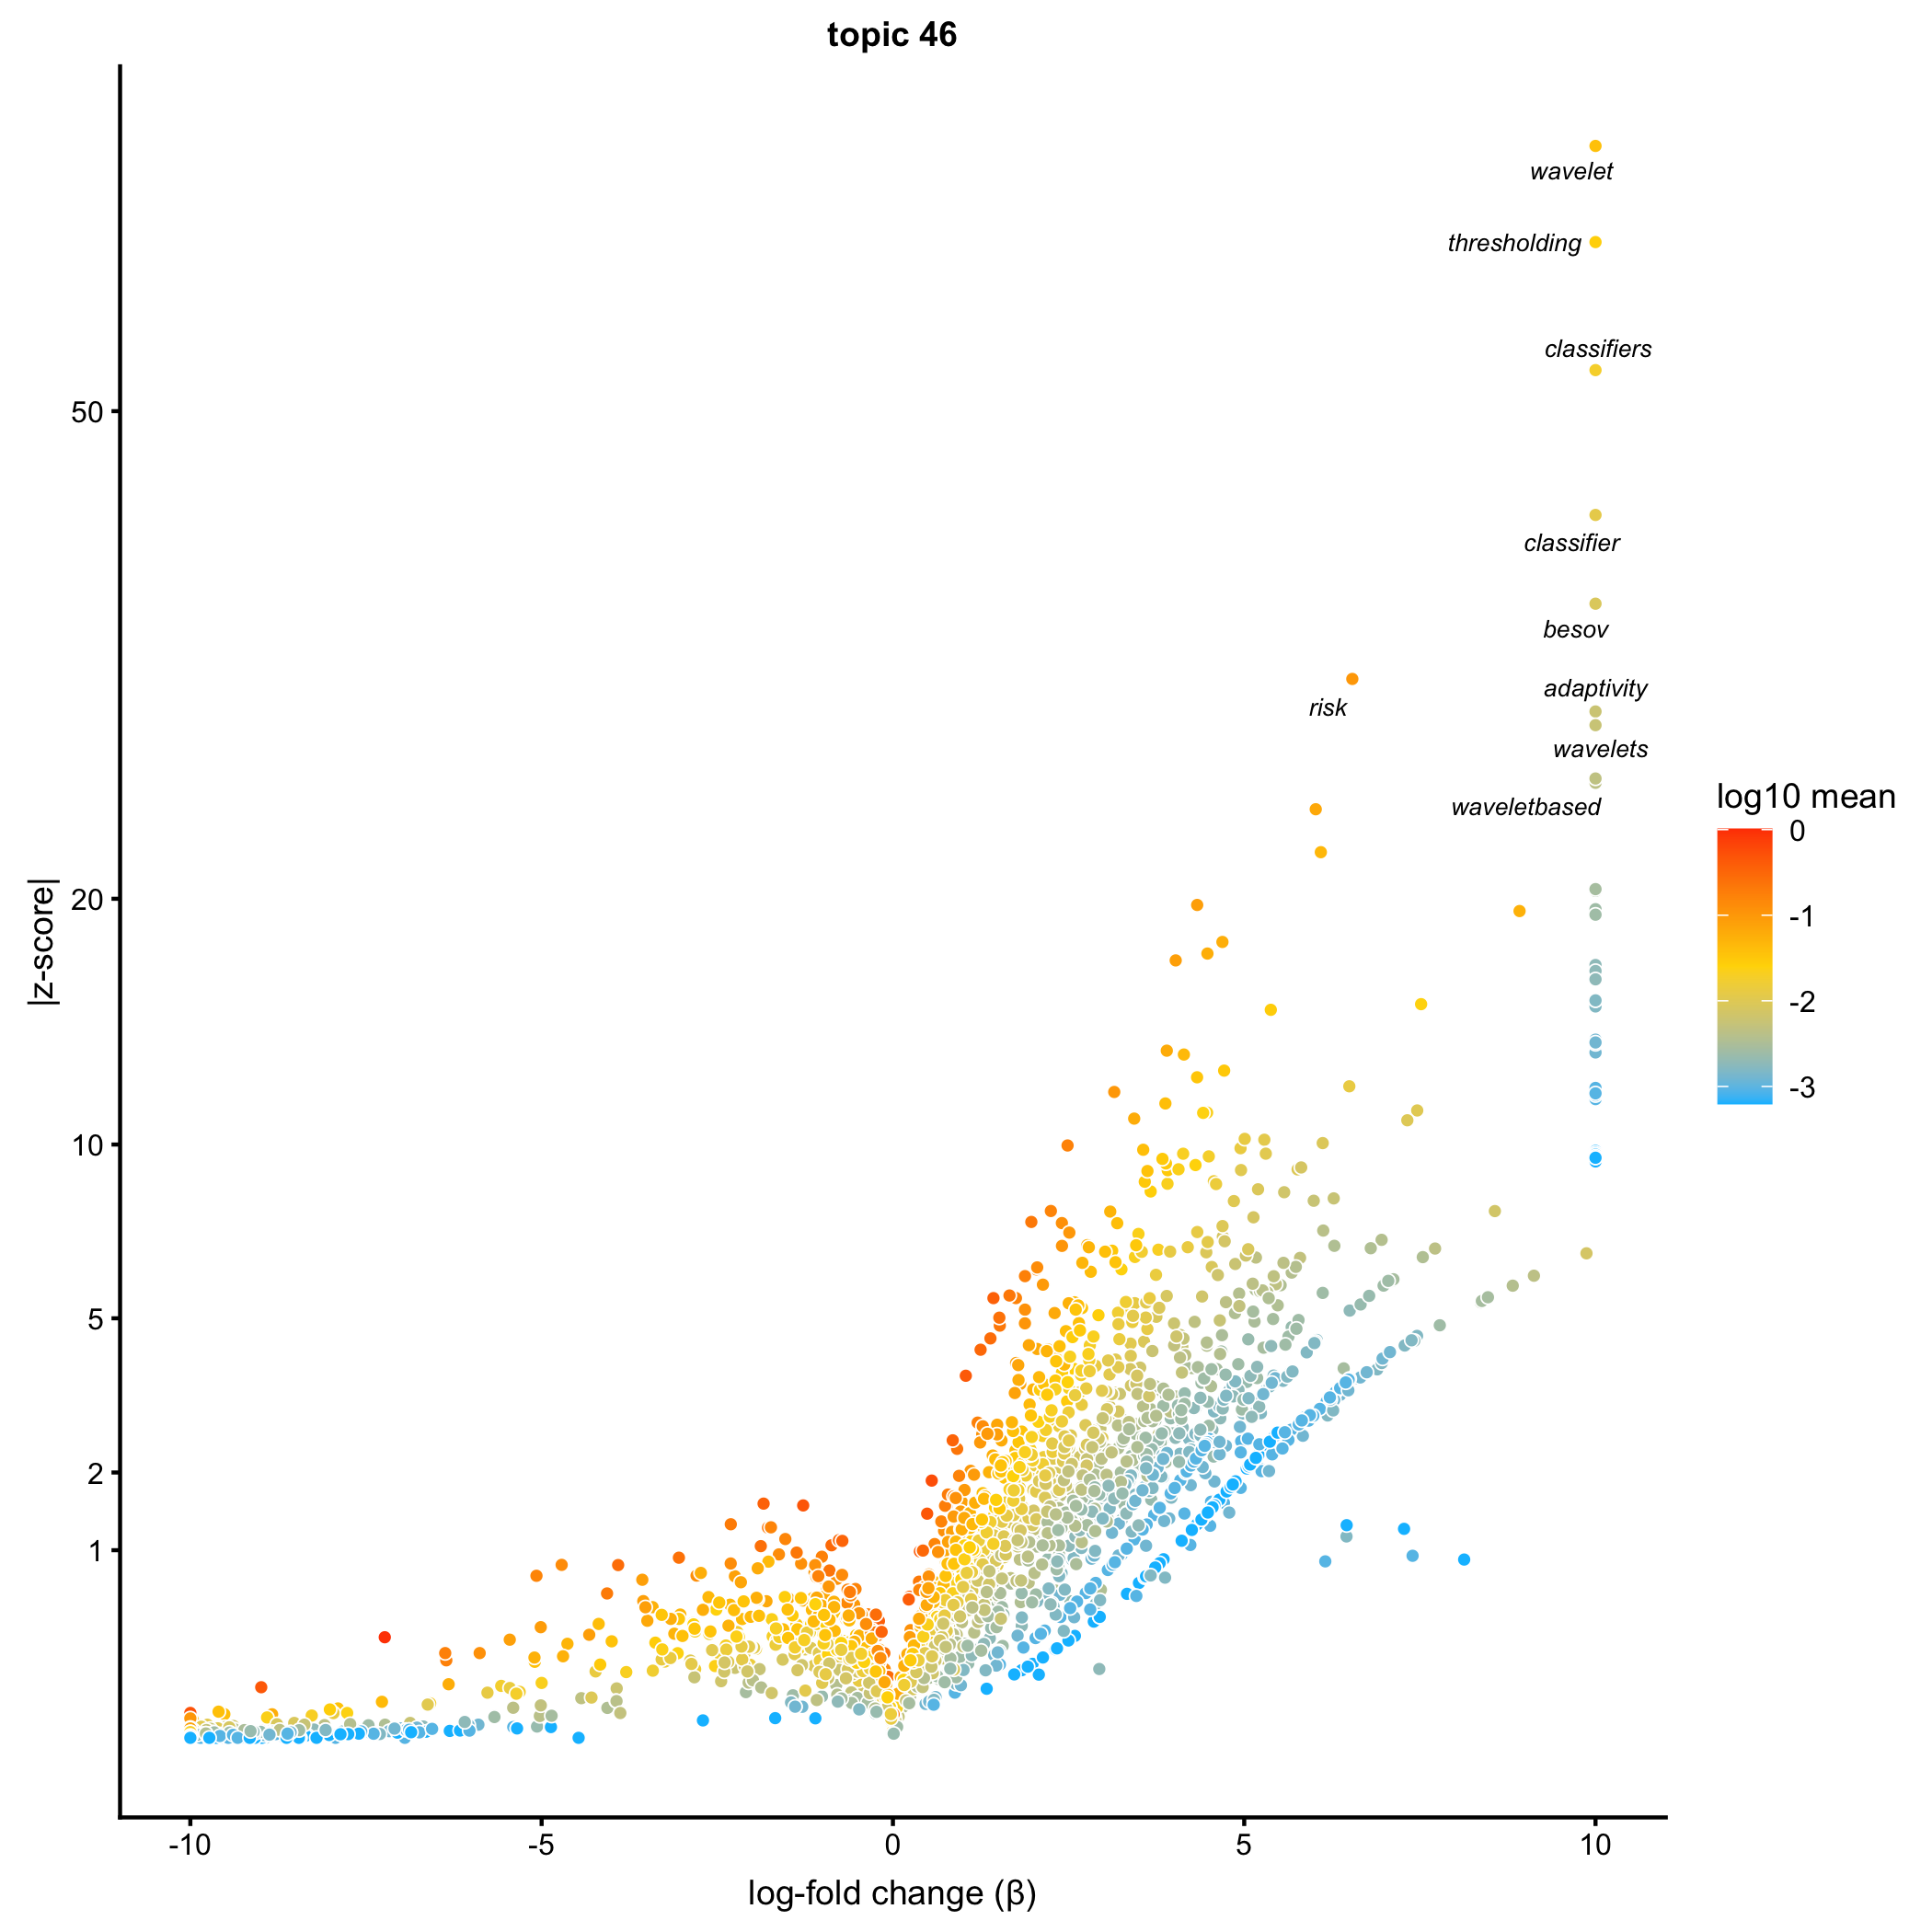 topic 46
wavelet
thresholding
classifiers
50
classifier
besov
risk
adaptivity
wavelets
waveletbased
log10 mean
0
-1
-2
-3
|z-score|
20
10
5
2
1
-10
-5
0
5
10
log-fold change (β)